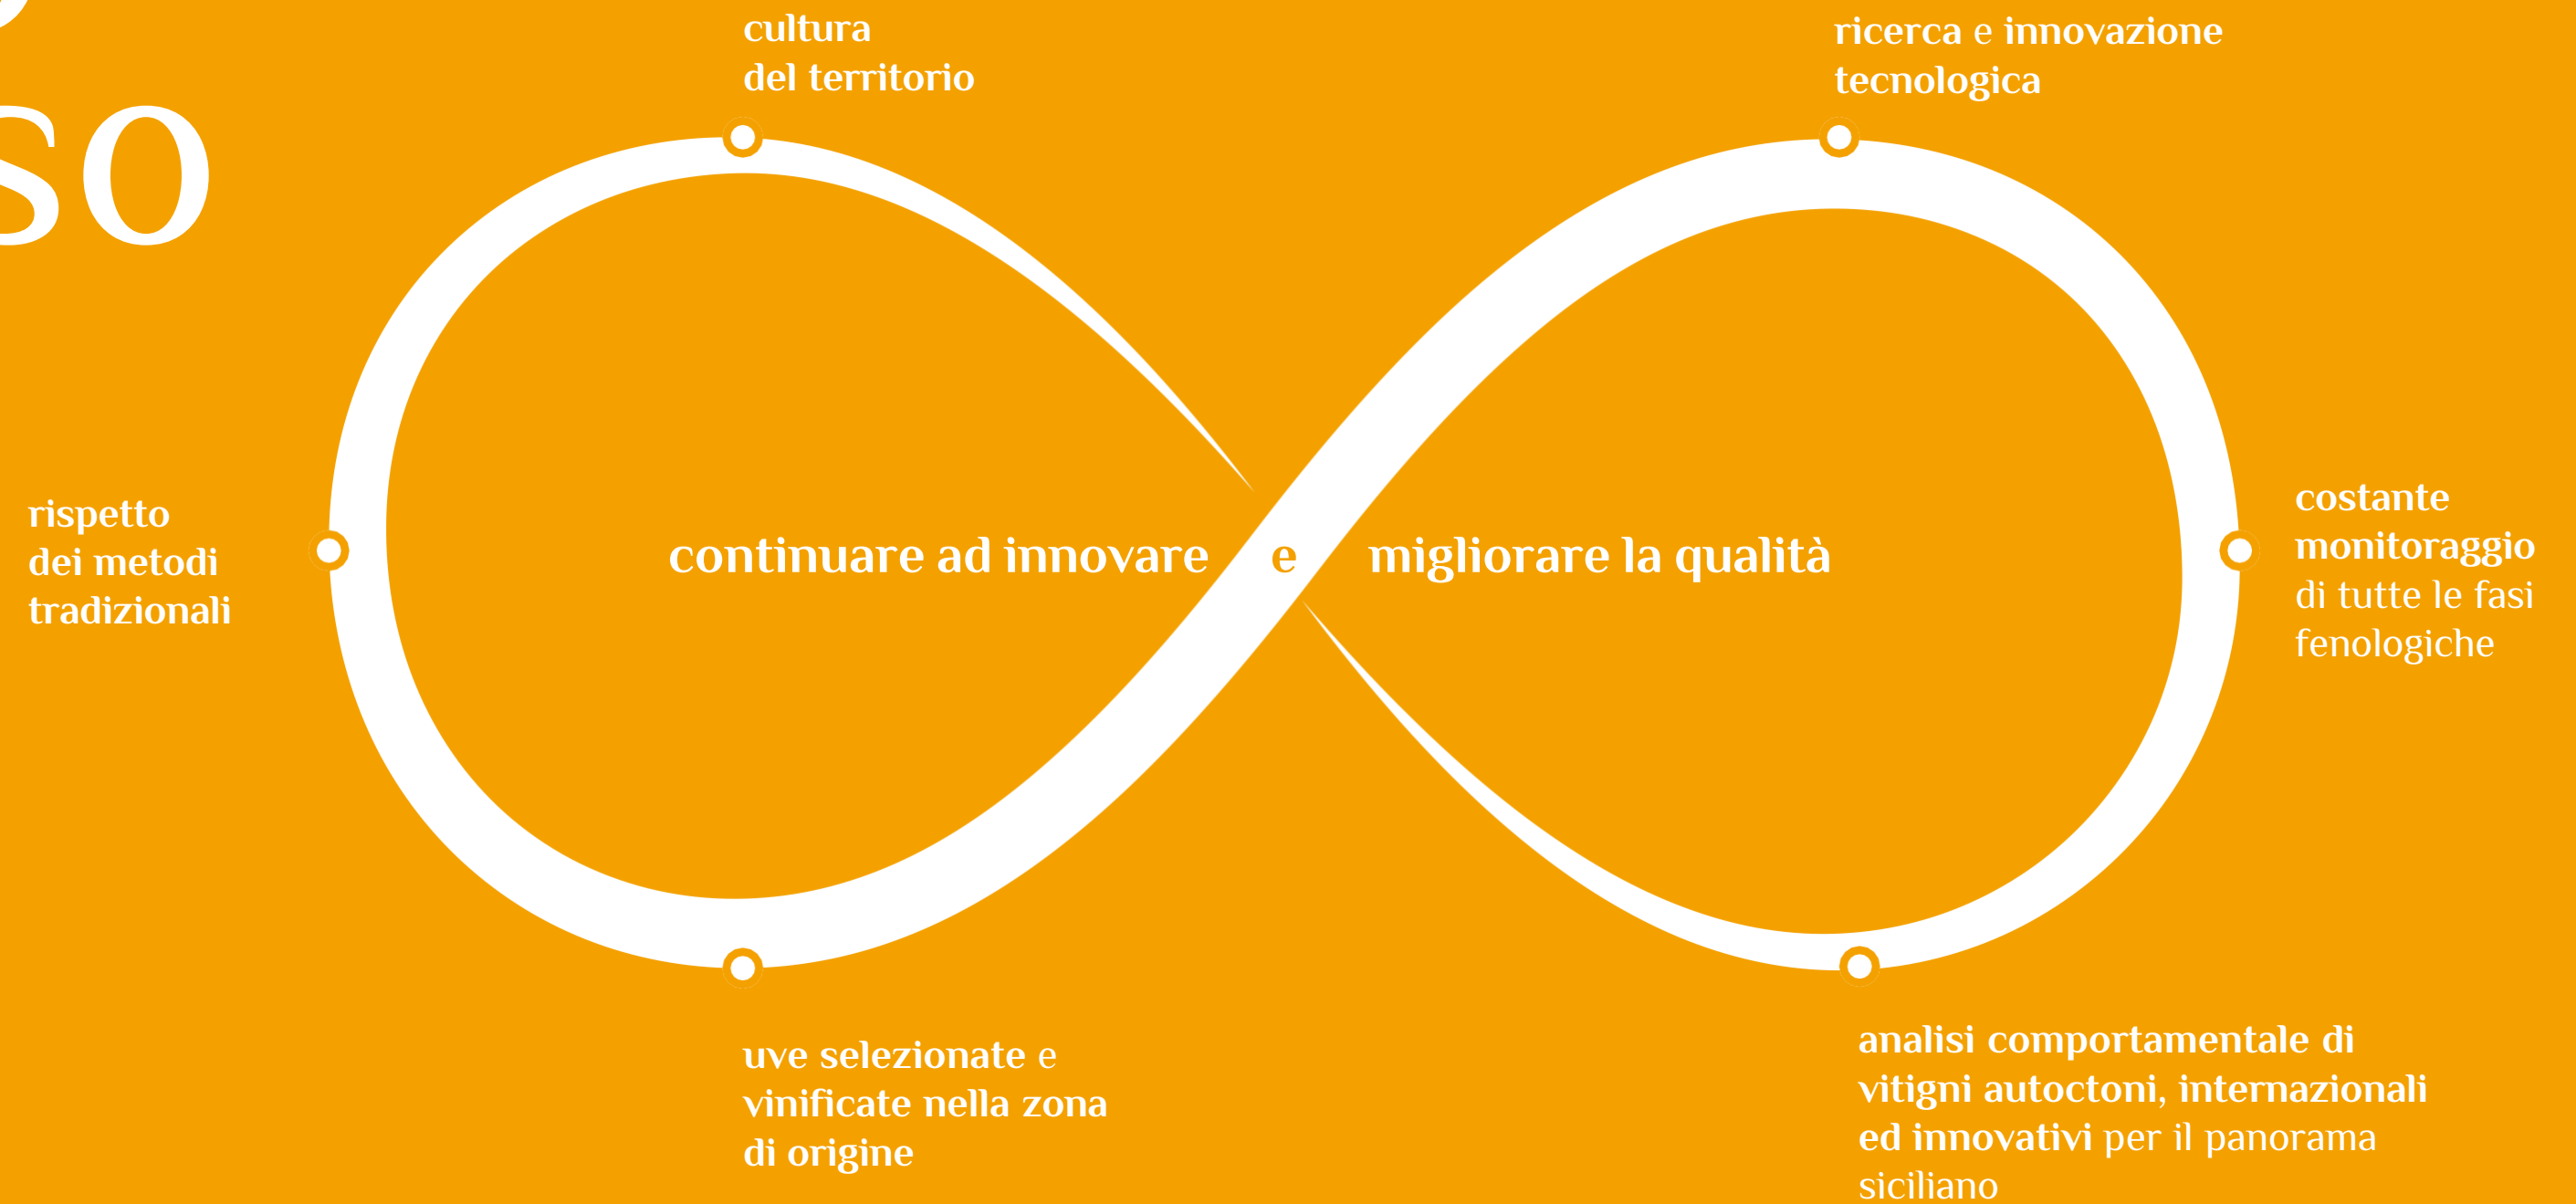 so
cultura
del territorio
ricerca e innovazione
tecnologica
rispetto
dei metodi
tradizionali
continuare ad innovare e migliorare la qualità
costante
monitoraggio
di tutte le fasi
fenologiche
uve selezionate e
vinificate nella zona
di origine
analisi comportamentale di
vitigni autoctoni, internazionali
ed innovativi per il panorama
siciliano